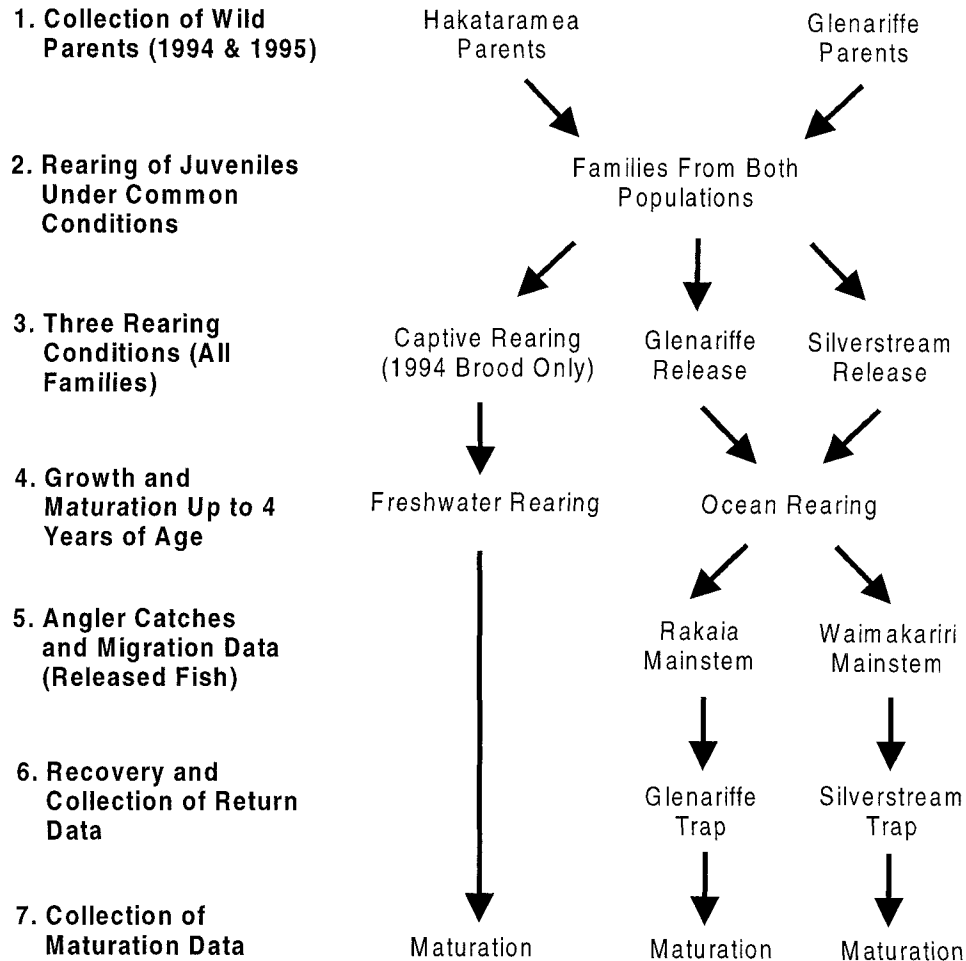 1. Collection of Wild
Parents (1994 & 1995)
Hakataramea
Parents
Glenariffe
Parents
2. Rearing of Juveniles
Under Common
Conditions
Families From Both
Populations
3. Three Rearing
Conditions (All
Families)
Captive Rearing
(1994 Brood Only)
Glenariffe
Release
Silverstream
Release
4. Growth and
Maturation Up to 4
Years of Age
Freshwater Rearing
Ocean Rearing
5. Angler Catches
and Migration Data
(Released Fish)
Rakaia
Mainstem
Waimakariri
Mainstem
6. Recovery and
Collection of Return
Data
Glenariffe
Trap
Silverstream
Trap
7. Collection of
Maturation Data
Maturation
Maturation
Maturation